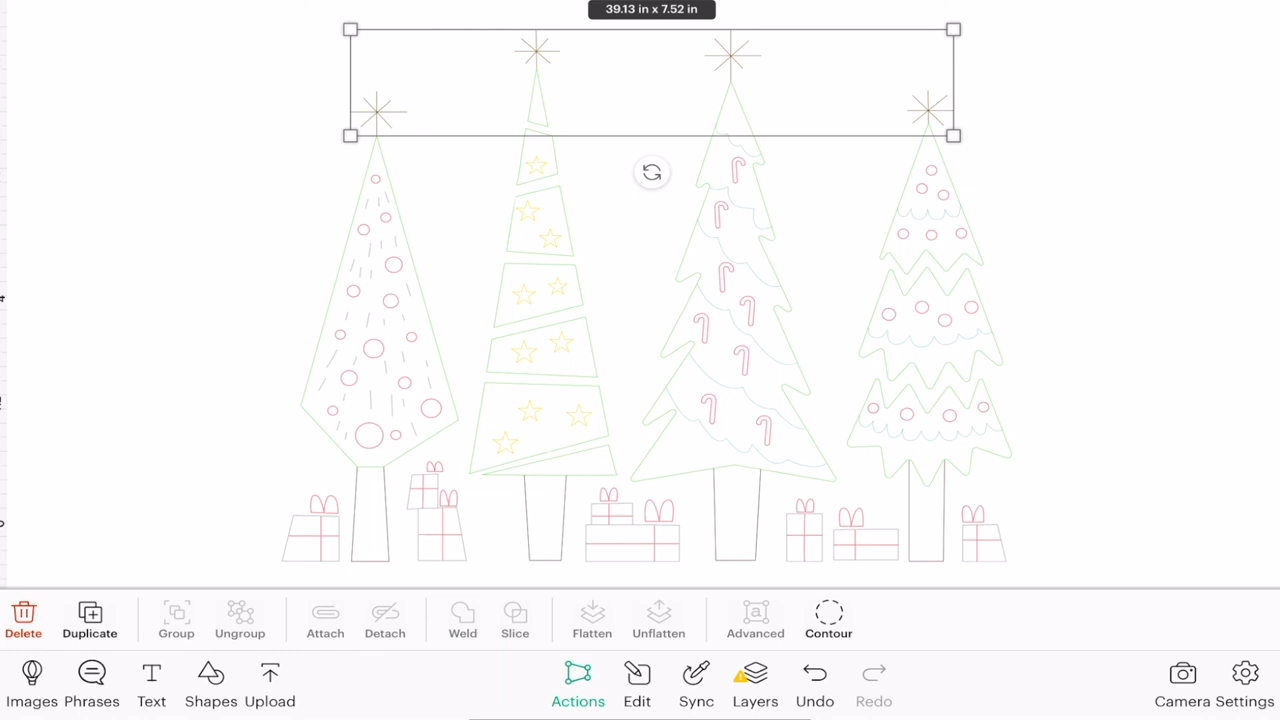 39.13 in x 7.52 in
Delete Duplicate Group Ungroup Attach Detach Weld Slice Flatten Unflatten Advanced Contour
Images Phrases Text Shapes Upload Actions Edit Sync Layers Undo Redo Camera Settings